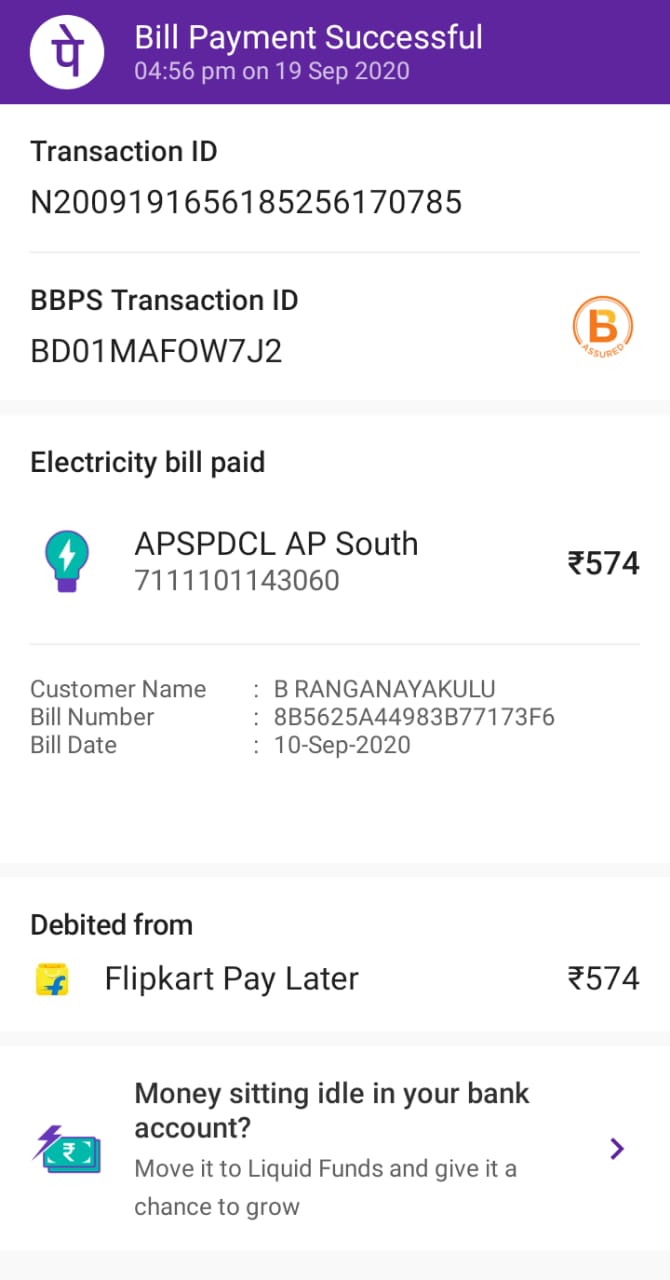 पे
Bill Payment Successful
04:56 pm on 19 Sep 2020
Transaction ID
N2009191656185256170785
BBPS Transaction ID
BD01MAFOW7J2
B
ASSURED
Electricity bill paid
APSPDCL AP South
7111101143060
₹574
Customer Name : B RANGANAYAKULU
Bill Number : 8B5625A44983B77173F6
Bill Date : 10-Sep-2020
Debited from
f Flipkart Pay Later ₹574
Money sitting idle in your bank
account?
₹
Move it to Liquid Funds and give it a
chance to grow